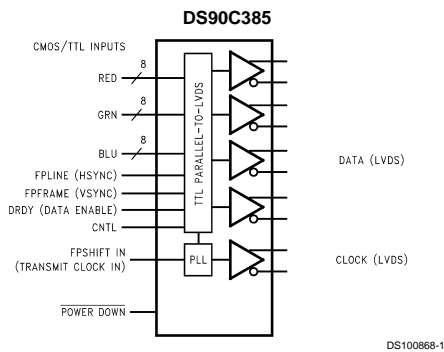 DS90C385
CMOS/TTL INPUTS
8
RED
8
GRN
8
BLU
FPLINE (HSYNC)
FPFRAME (VSYNC)
DRDY (DATA ENABLE)
CNTL
FPSHIFT IN
(TRANSMIT CLOCK IN)
POWER DOWN
TTL PARALLEL-TO-LVDS
PLL
DATA (LVDS)
CLOCK (LVDS)
DS100868-1